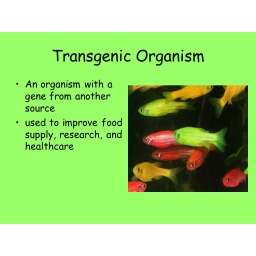 Transgenic Organism
• An organism with a
gene from another
source
• used to improve food
supply, research, and
healthcare